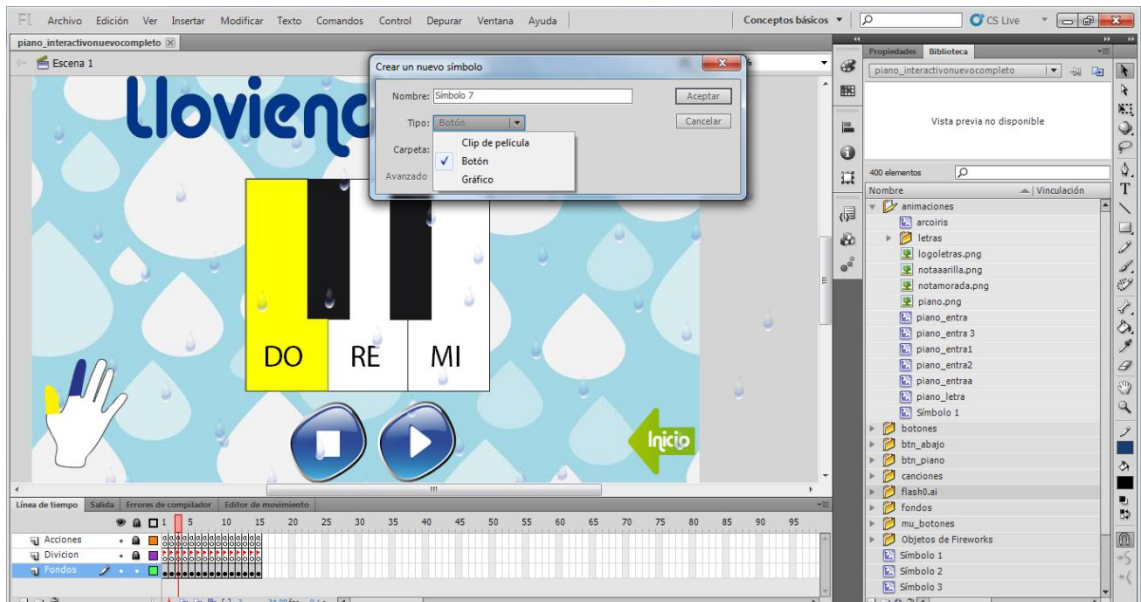 Fl Archivo Edición Ver Insertar Modificar Texto Comandos Control Depurar Ventana Ayuda Conceptos básicos CS Live
piano_interactivonuevocompleto
Escena 1
Lloviend
DO RE MI
Inicio
Crear un nuevo símbolo
Nombre: Símbolo 7 Aceptar
Tipo: Botón Cancelar
Carpeta:
Avanzado
Clip de película
Botón
Gráfico
Propiedades Biblioteca
piano_interactivonuevocompleto
Vista previa no disponible
400 elementos
Nombre Vinculación
animaciones
arcoiris
letras
logoletras.png
notaaarilla.png
notamorada.png
piano.png
piano_entra
piano_entra 3
piano_entra1
piano_entra2
piano_entraa
piano_letra
Símbolo 1
botones
btn_abajo
btn_piano
canciones
flash0.ai
fondos
mu_botones
Objetos de Fireworks
Símbolo 1
Símbolo 2
Símbolo 3
Línea de tiempo Salida Errores de compilador Editor de movimiento
1 5 10 15 20 25 30 35 40 45 50 55 60 65 70 75 80 85 90 95
Acciones
Divicion
Fondos